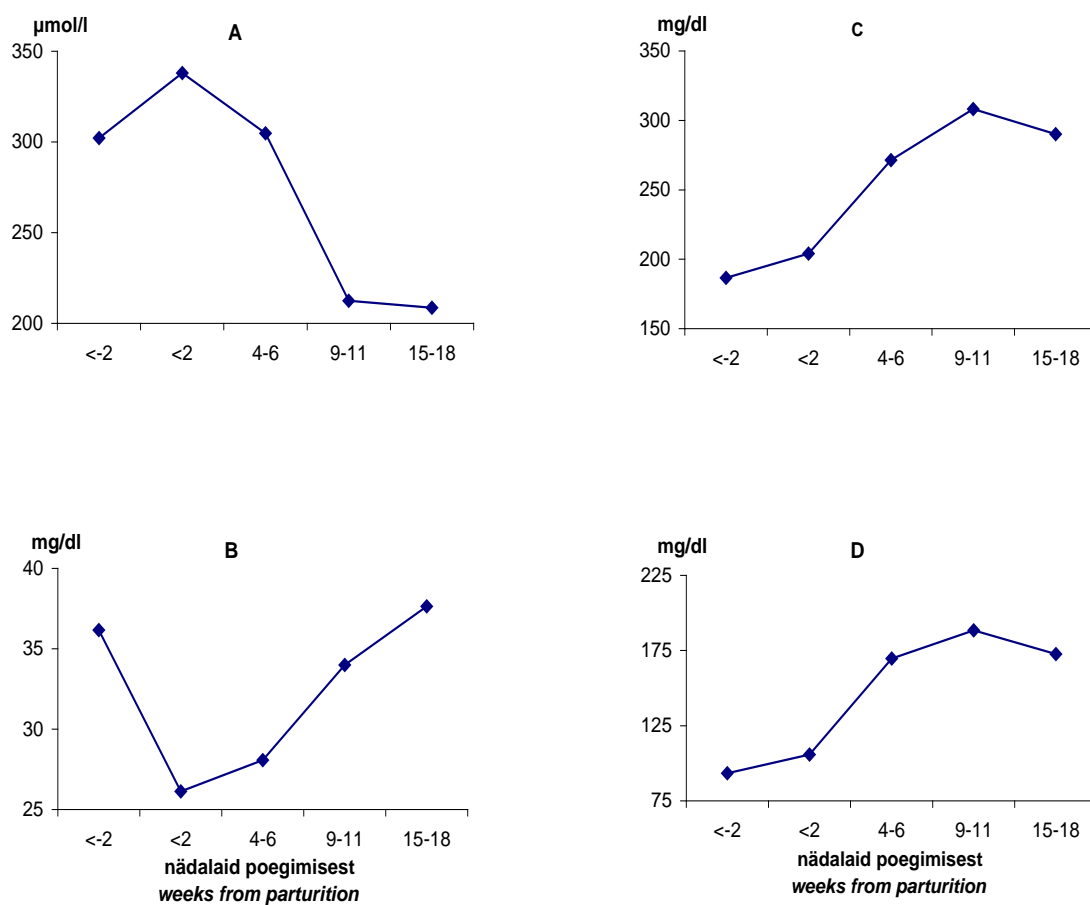 µmol/l
A
350
300
250
200
<-2 <2 4-6 9-11 15-18
mg/dl
C
350
300
250
200
150
<-2 <2 4-6 9-11 15-18
mg/dl
B
40
35
30
25
<-2 <2 4-6 9-11 15-18
nädalaid poegimisest
weeks from parturition
mg/dl
D
225
175
125
75
<-2 <2 4-6 9-11 15-18
nädalaid poegimisest
weeks from parturition